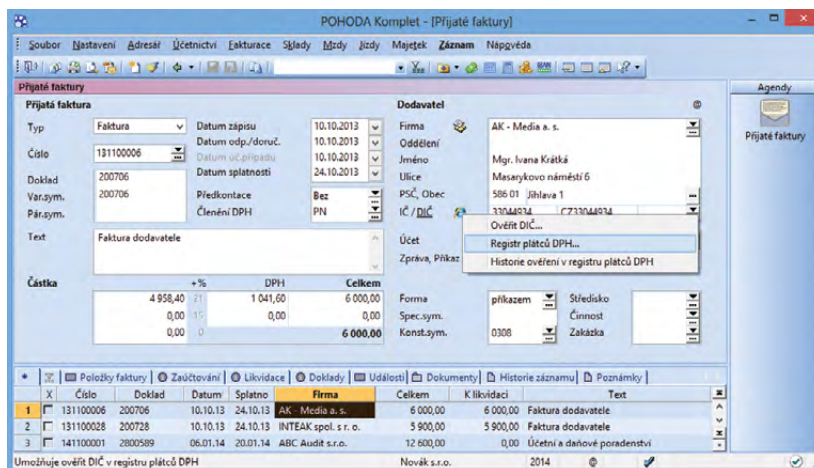 POHODA Komplet - [Přijaté faktury]
Soubor Nastavení Adresář Účetnictví Fakturace Sklady Mzdy Jízdy Majetek Záznam Nápověda
Přijaté faktury
Agendy
Přijatá faktura
Dodavatel
Typ Faktura Datum zápisu 10.10.2013 Firma AK - Media a. s.
Datum odp./doruč. 10.10.2013 Oddělení
Přijaté faktury
Číslo 131100006 Datum úč.případu 10.10.2013 Jméno Mgr. Ivana Krátká
Datum splatnosti 24.10.2013 Ulice Masarykovo náměstí 6
Doklad 200706
Var.sym. 200706 Předkontace Bez PSČ, Obec 586 01 Jihlava 1
Pár.sym. Členění DPH PN IČ / DIČ 33044934 CZ33044934
Ověřit DIČ...
Text Faktura dodavatele Účet Registr plátců DPH...
Zpráva, Příkaz Historie ověření v registru plátců DPH
Částka +% DPH Celkem
4 958,40 21 1 041,60 6 000,00 Forma příkazem Středisko
0,00 15 0,00 0,00 Spec.sym. Činnost
0,00 0 6 000,00 Konst.sym. 0308 Zakázka
* Položky faktury Zaúčtování Likvidace Doklady Události Dokumenty Historie záznamu Poznámky
X Číslo Doklad Datum Splatno Firma Celkem K likvidaci Text
1 131100006 200706 10.10.13 24.10.13 AK - Media a. s. 6 000,00 6 000,00 Faktura dodavatele
2 131100028 200728 10.10.13 24.10.13 INTEAK spol. s r. o. 5 900,00 5 900,00 Faktura dodavatele
3 141100001 2800589 06.01.14 20.01.14 ABC Audit s.r.o. 12 600,00 0,00 Účetní a daňové poradenství
Umožňuje ověřit DIČ v registru plátců DPH Novák s.r.o. 2014 @